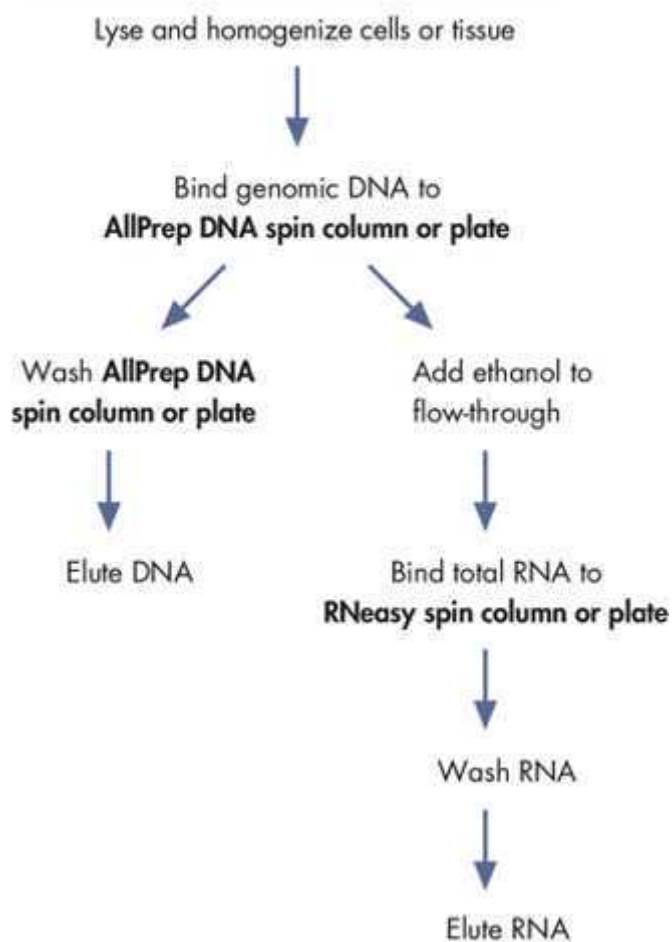 Lyse and homogenize cells or tissue
Bind genomic DNA to
AllPrep DNA spin column or plate
Wash AllPrep DNA
spin column or plate
Elute DNA
Add ethanol to
flow-through
Bind total RNA to
RNeasy spin column or plate
Wash RNA
Elute RNA